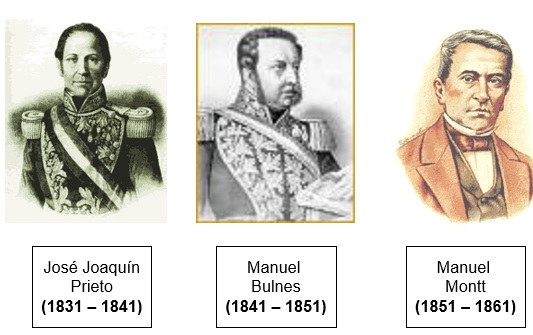 José Joaquín
Prieto
(1831 – 1841)
Manuel
Bulnes
(1841 – 1851)
Manuel
Montt
(1851 – 1861)